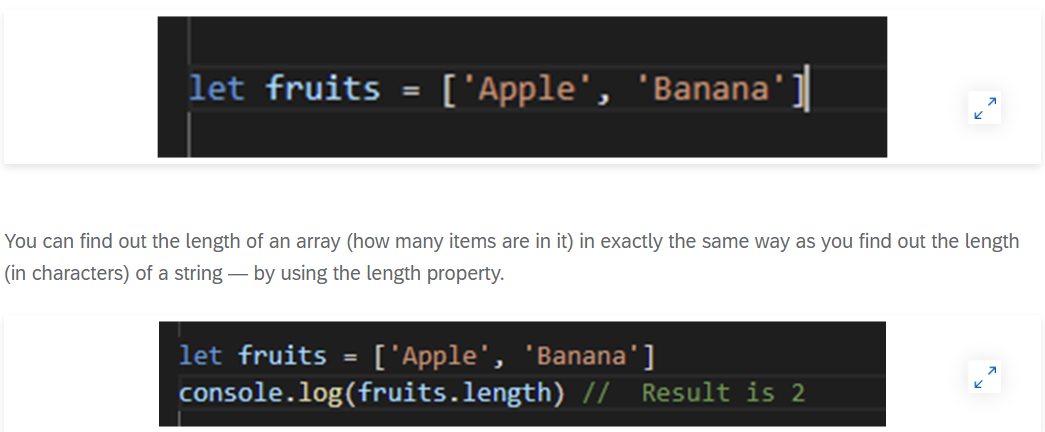 let fruits = ['Apple', 'Banana']
You can find out the length of an array (how many items are in it) in exactly the same way as you find out the length
(in characters) of a string — by using the length property.
let fruits = ['Apple', 'Banana']
console.log(fruits.length) //  Result is 2